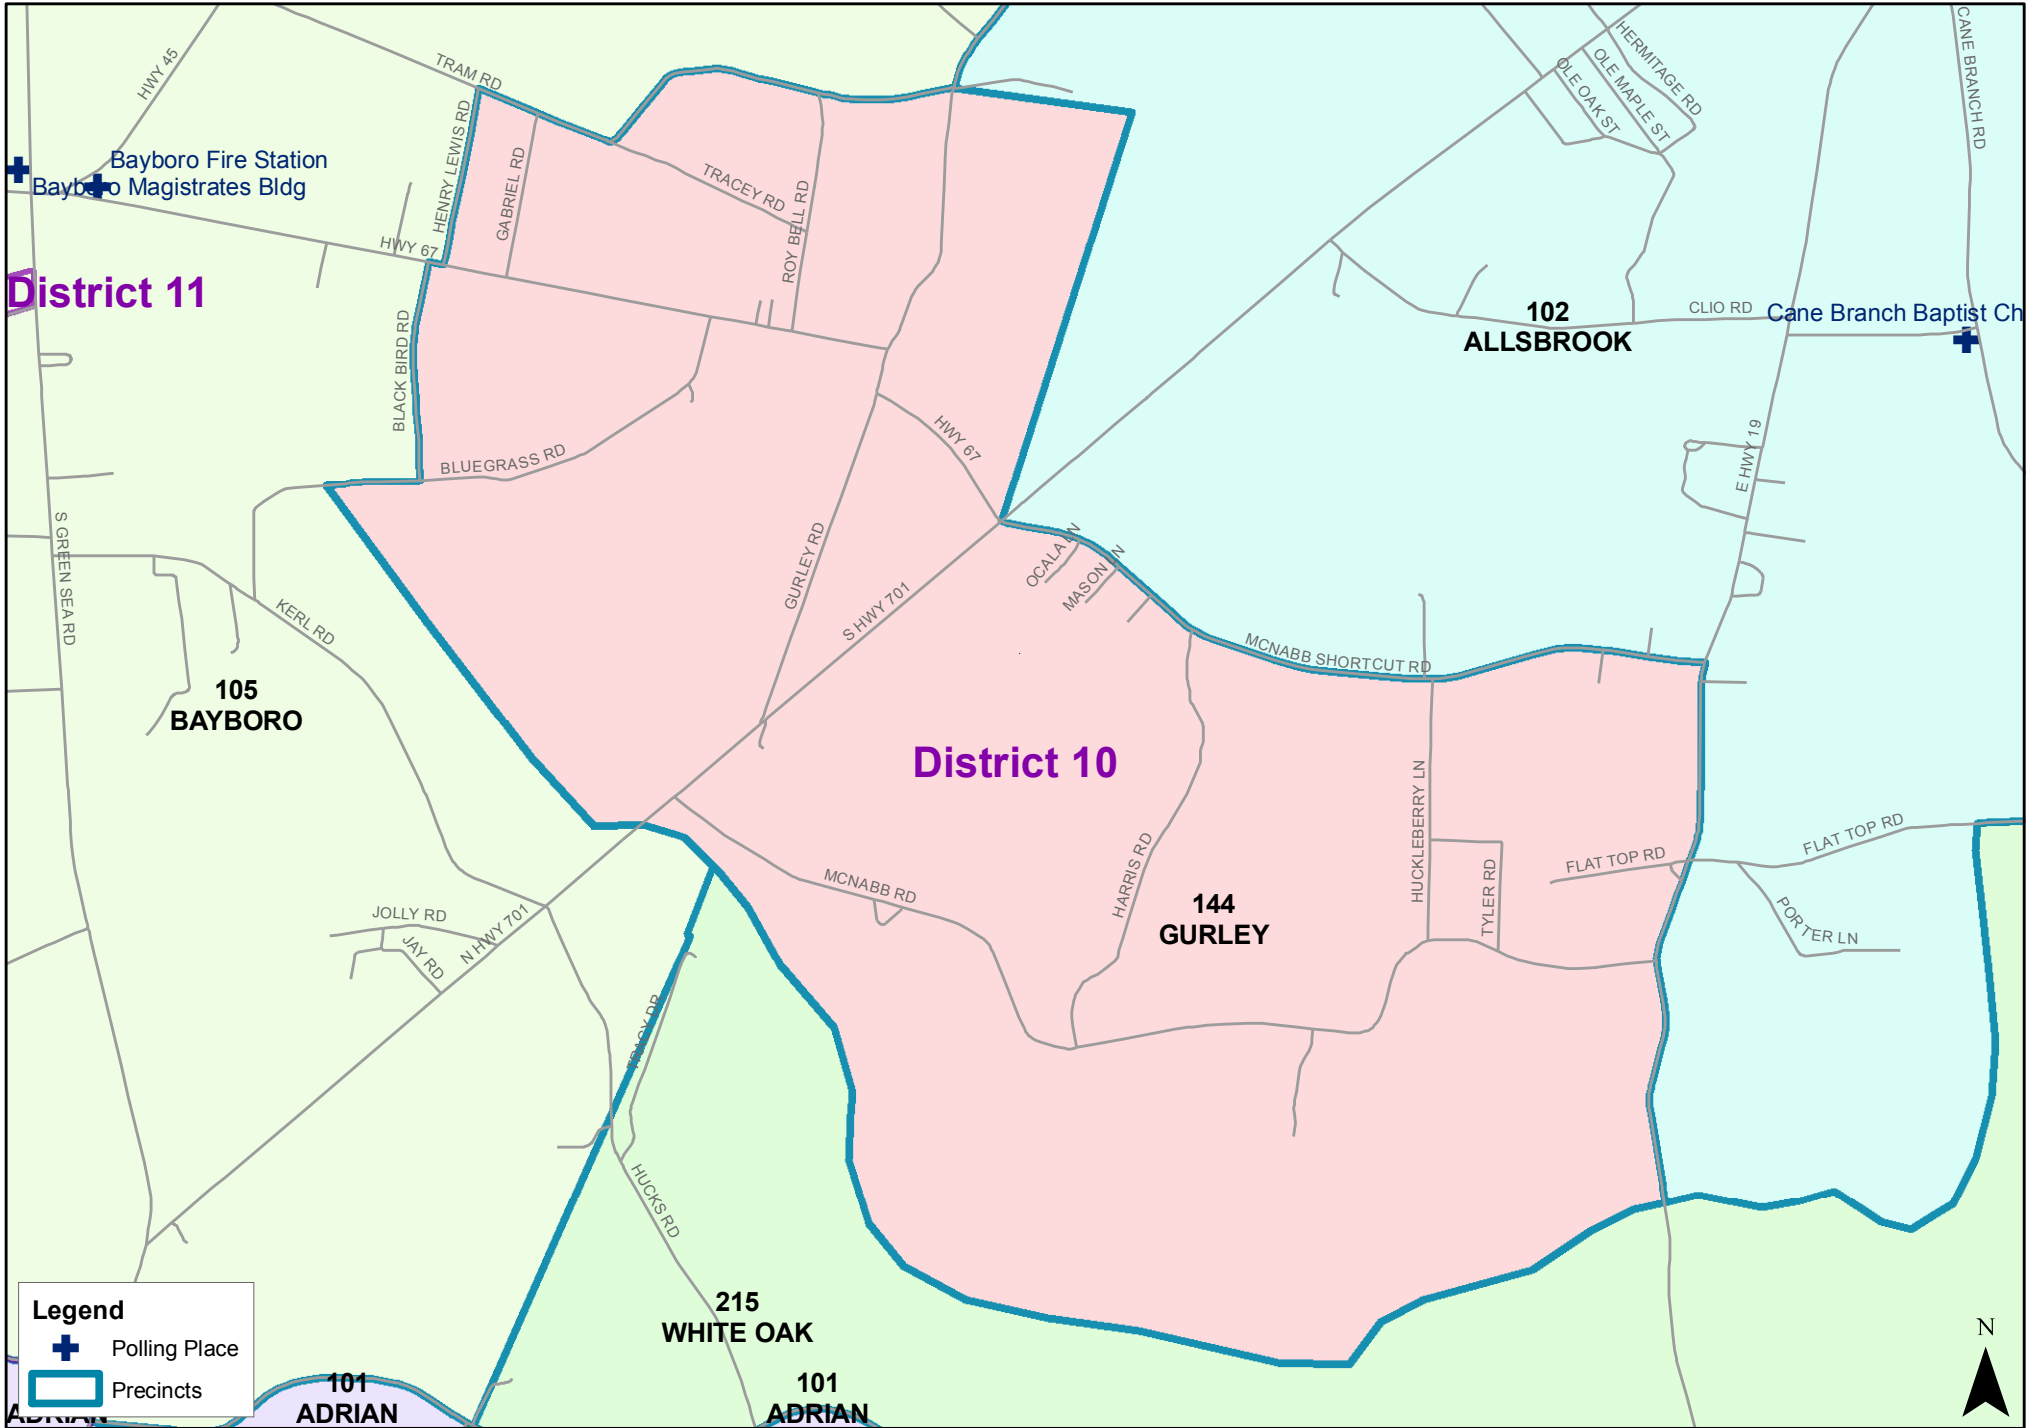 HWY 45
TRAM RD
HENRY LEWIS RD
GABRIEL RD
TRACEY RD
ROY BELL RD
HERMITAGE RD
OLE MAPLE ST
OLE OAK ST
CANE BRANCH RD
Bayboro Fire Station
Bayboro Magistrates Bldg
HWY 67
District 11
BLACK BIRD RD
102
ALLSBROOK
CLIO RD
Cane Branch Baptist Ch
BLUEGRASS RD
HWY 67
E HWY 19
S GREEN SEA RD
GURLEY RD
OCALA LN
MASON LN
S HWY 701
KERL RD
MCNABB SHORTCUT RD
105
BAYBORO
District 10
HUCKLEBERRY LN
HARRIS RD
TYLER RD
FLAT TOP RD
FLAT TOP RD
MCNABB RD
144
GURLEY
PORTER LN
JOLLY RD
JAY RD
N HWY 701
TRACY DR
HUCKS RD
215
WHITE OAK
Legend
Polling Place
Precincts
ADRIAN
101
ADRIAN
101
ADRIAN
N